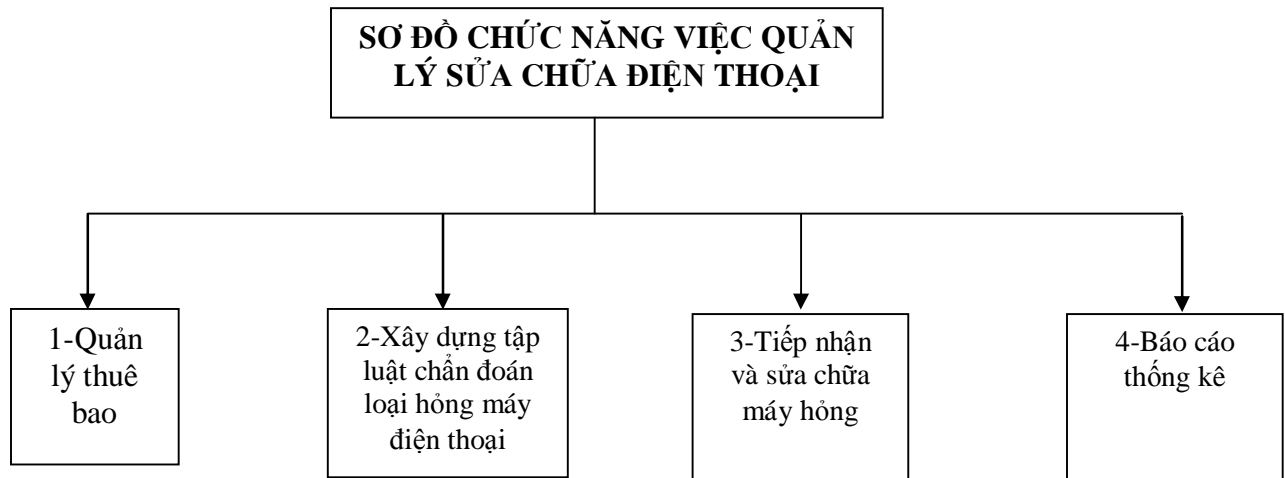 SƠ ĐỒ CHỨC NĂNG VIỆC QUẢN
LÝ SỬA CHỮA ĐIỆN THOẠI
1-Quản
lý thuê
bao
2-Xây dựng tập
luật chẩn đoán
loại hỏng máy
điện thoại
3-Tiếp nhận
và sửa chữa
máy hỏng
4-Báo cáo
thống kê